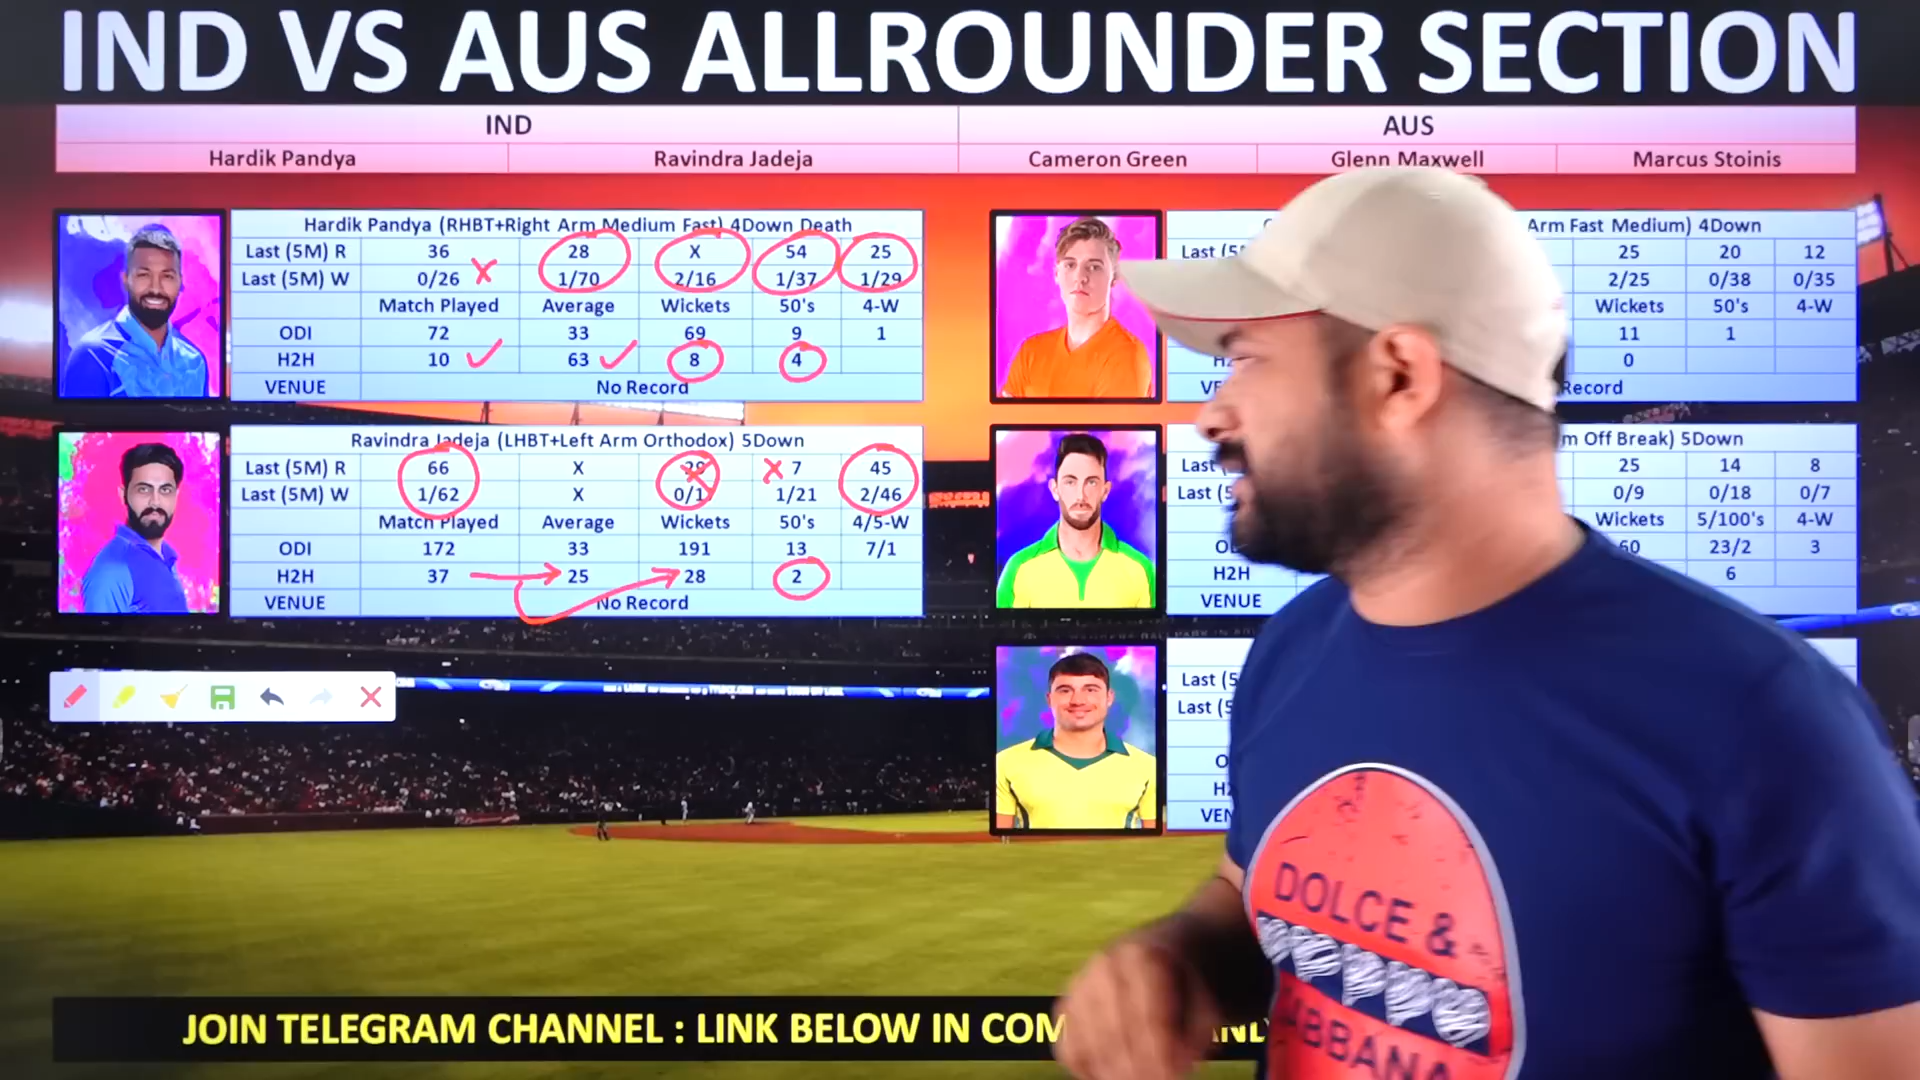 IND VS AUS ALLROUNDER SECTION
IND AUS
Hardik Pandya Ravindra Jadeja Cameron Green Glenn Maxwell Marcus Stoinis
Hardik Pandya (RHBT+Right Arm Medium Fast) 4Down Death
Last (5M) R 36 28 X 54 25
Last (5M) W 0/26 X 1/70 2/16 1/37 1/29
Match Played Average Wickets 50's 4-W
ODI 72 33 69 9 1
H2H 10 63 8 4
VENUE No Record
Arm Fast Medium) 4Down
25 20 12
2/25 0/38 0/35
Wickets 50's 4-W
11 1
0
Record
Ravindra Jadeja (LHBT+Left Arm Orthodox) 5Down
Last (5M) R 66 X X 7 45
Last (5M) W 1/62 X 1/21 2/46
Match Played Average Wickets 50's 4/5-W
ODI 172 33 191 13 7/1
H2H 37 25 28 2
VENUE No Record
Off Break) 5Down
25 14 8
0/9 0/18 0/7
Wickets 5/100's 4-W
60 23/2 3
H2H 6
VENUE
DOLCE &
JOIN TELEGRAM CHANNEL : LINK BELOW IN